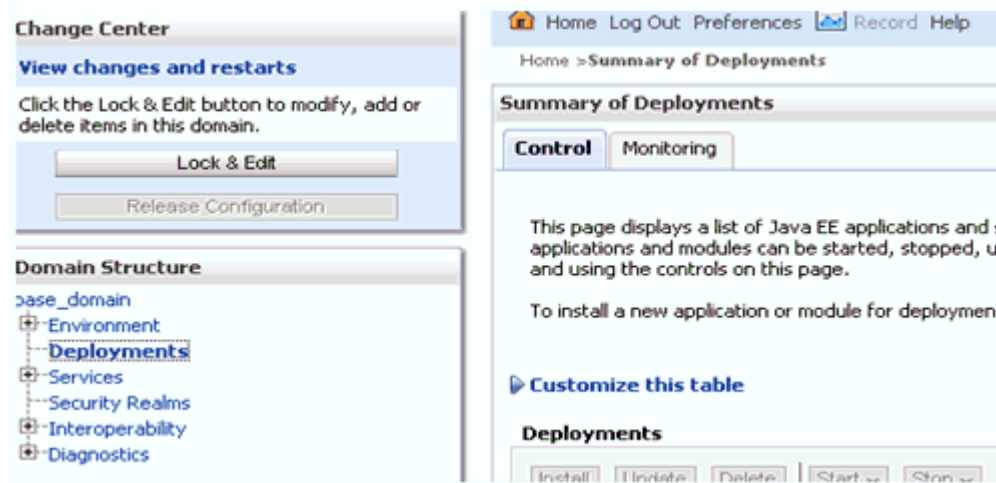 Change Center
View changes and restarts
Click the Lock & Edit button to modify, add or
delete items in this domain.
Lock & Edit
Release Configuration
Domain Structure
base_domain
Environment
Deployments
Services
Security Realms
Interoperability
Diagnostics
Home Log Out Preferences Record Help
Home >Summary of Deployments
Summary of Deployments
Control Monitoring
This page displays a list of Java EE applications and
applications and modules can be started, stopped,
and using the controls on this page.
To install a new application or module for
Customize this table
Deployments
Install Update Delete Start Stop